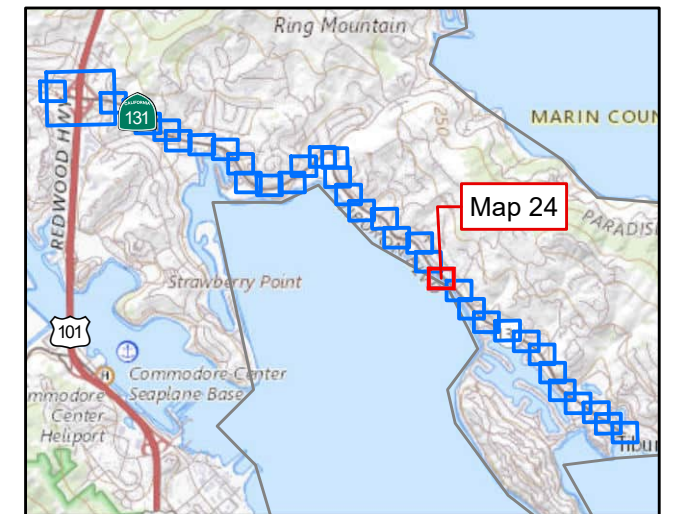 Ring Mountain
MARIN COUN
CALIFORNIA
131
REDWOOD HW
250
Map 24
PARADIS
Strawberry Point
101
Commodore Center
Seaplane Base
mmodore
Center
Heliport
H
Tibu